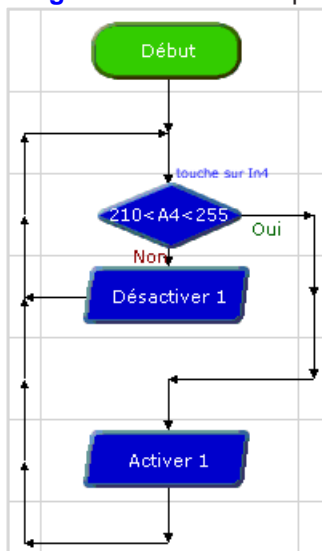 Début
touche sur In4
210<A4<255
Oui
Non
Désactiver 1
Activer 1